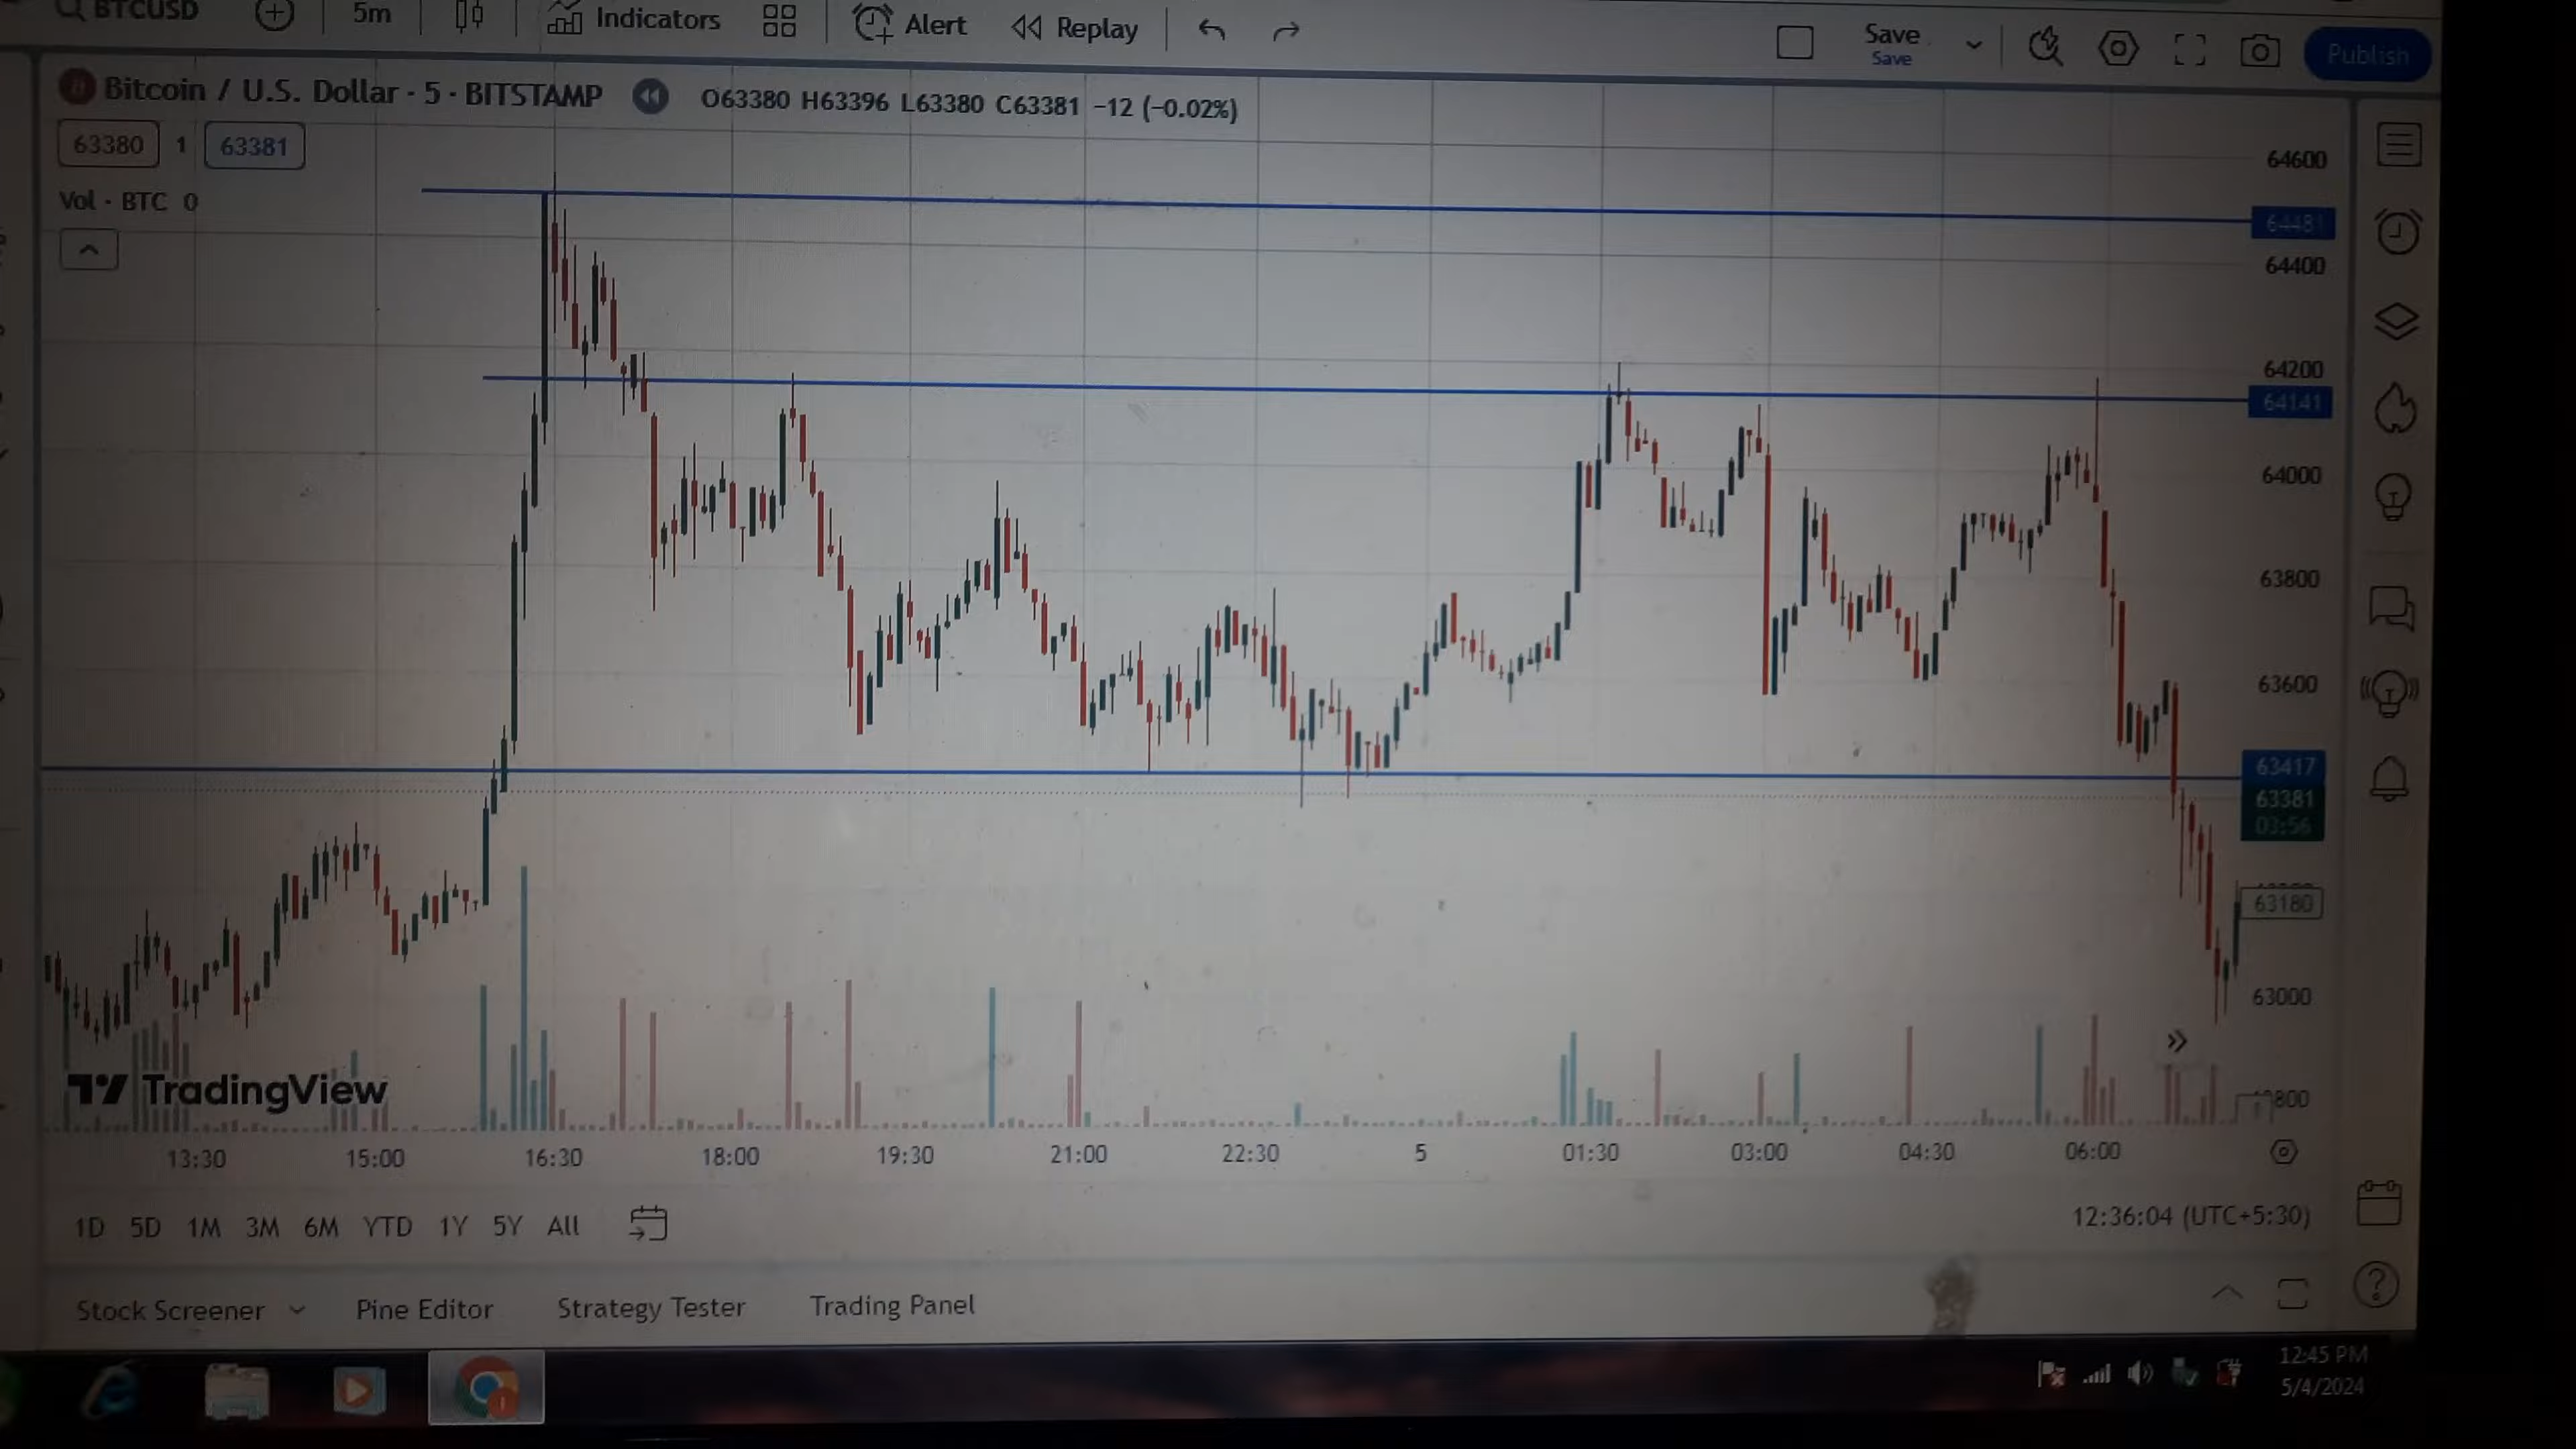 BTCUSD 5m Indicators Alert Replay Save Publish
Save
Bitcoin / U.S. Dollar · 5 · BITSTAMP O63380 H63396 L63380 C63381 −12 (−0.02%)
63380 1 63381
Vol · BTC 0
64600
64481
64400
64200
64141
64000
63800
63600
63417
63381
03:56
63180
63000
800
TradingView
13:30 15:00 16:30 18:00 19:30 21:00 22:30 5 01:30 03:00 04:30 06:00
1D 5D 1M 3M 6M YTD 1Y 5Y All 12:36:04 (UTC+5:30)
Stock Screener Pine Editor Strategy Tester Trading Panel
12:45 PM
5/4/2024